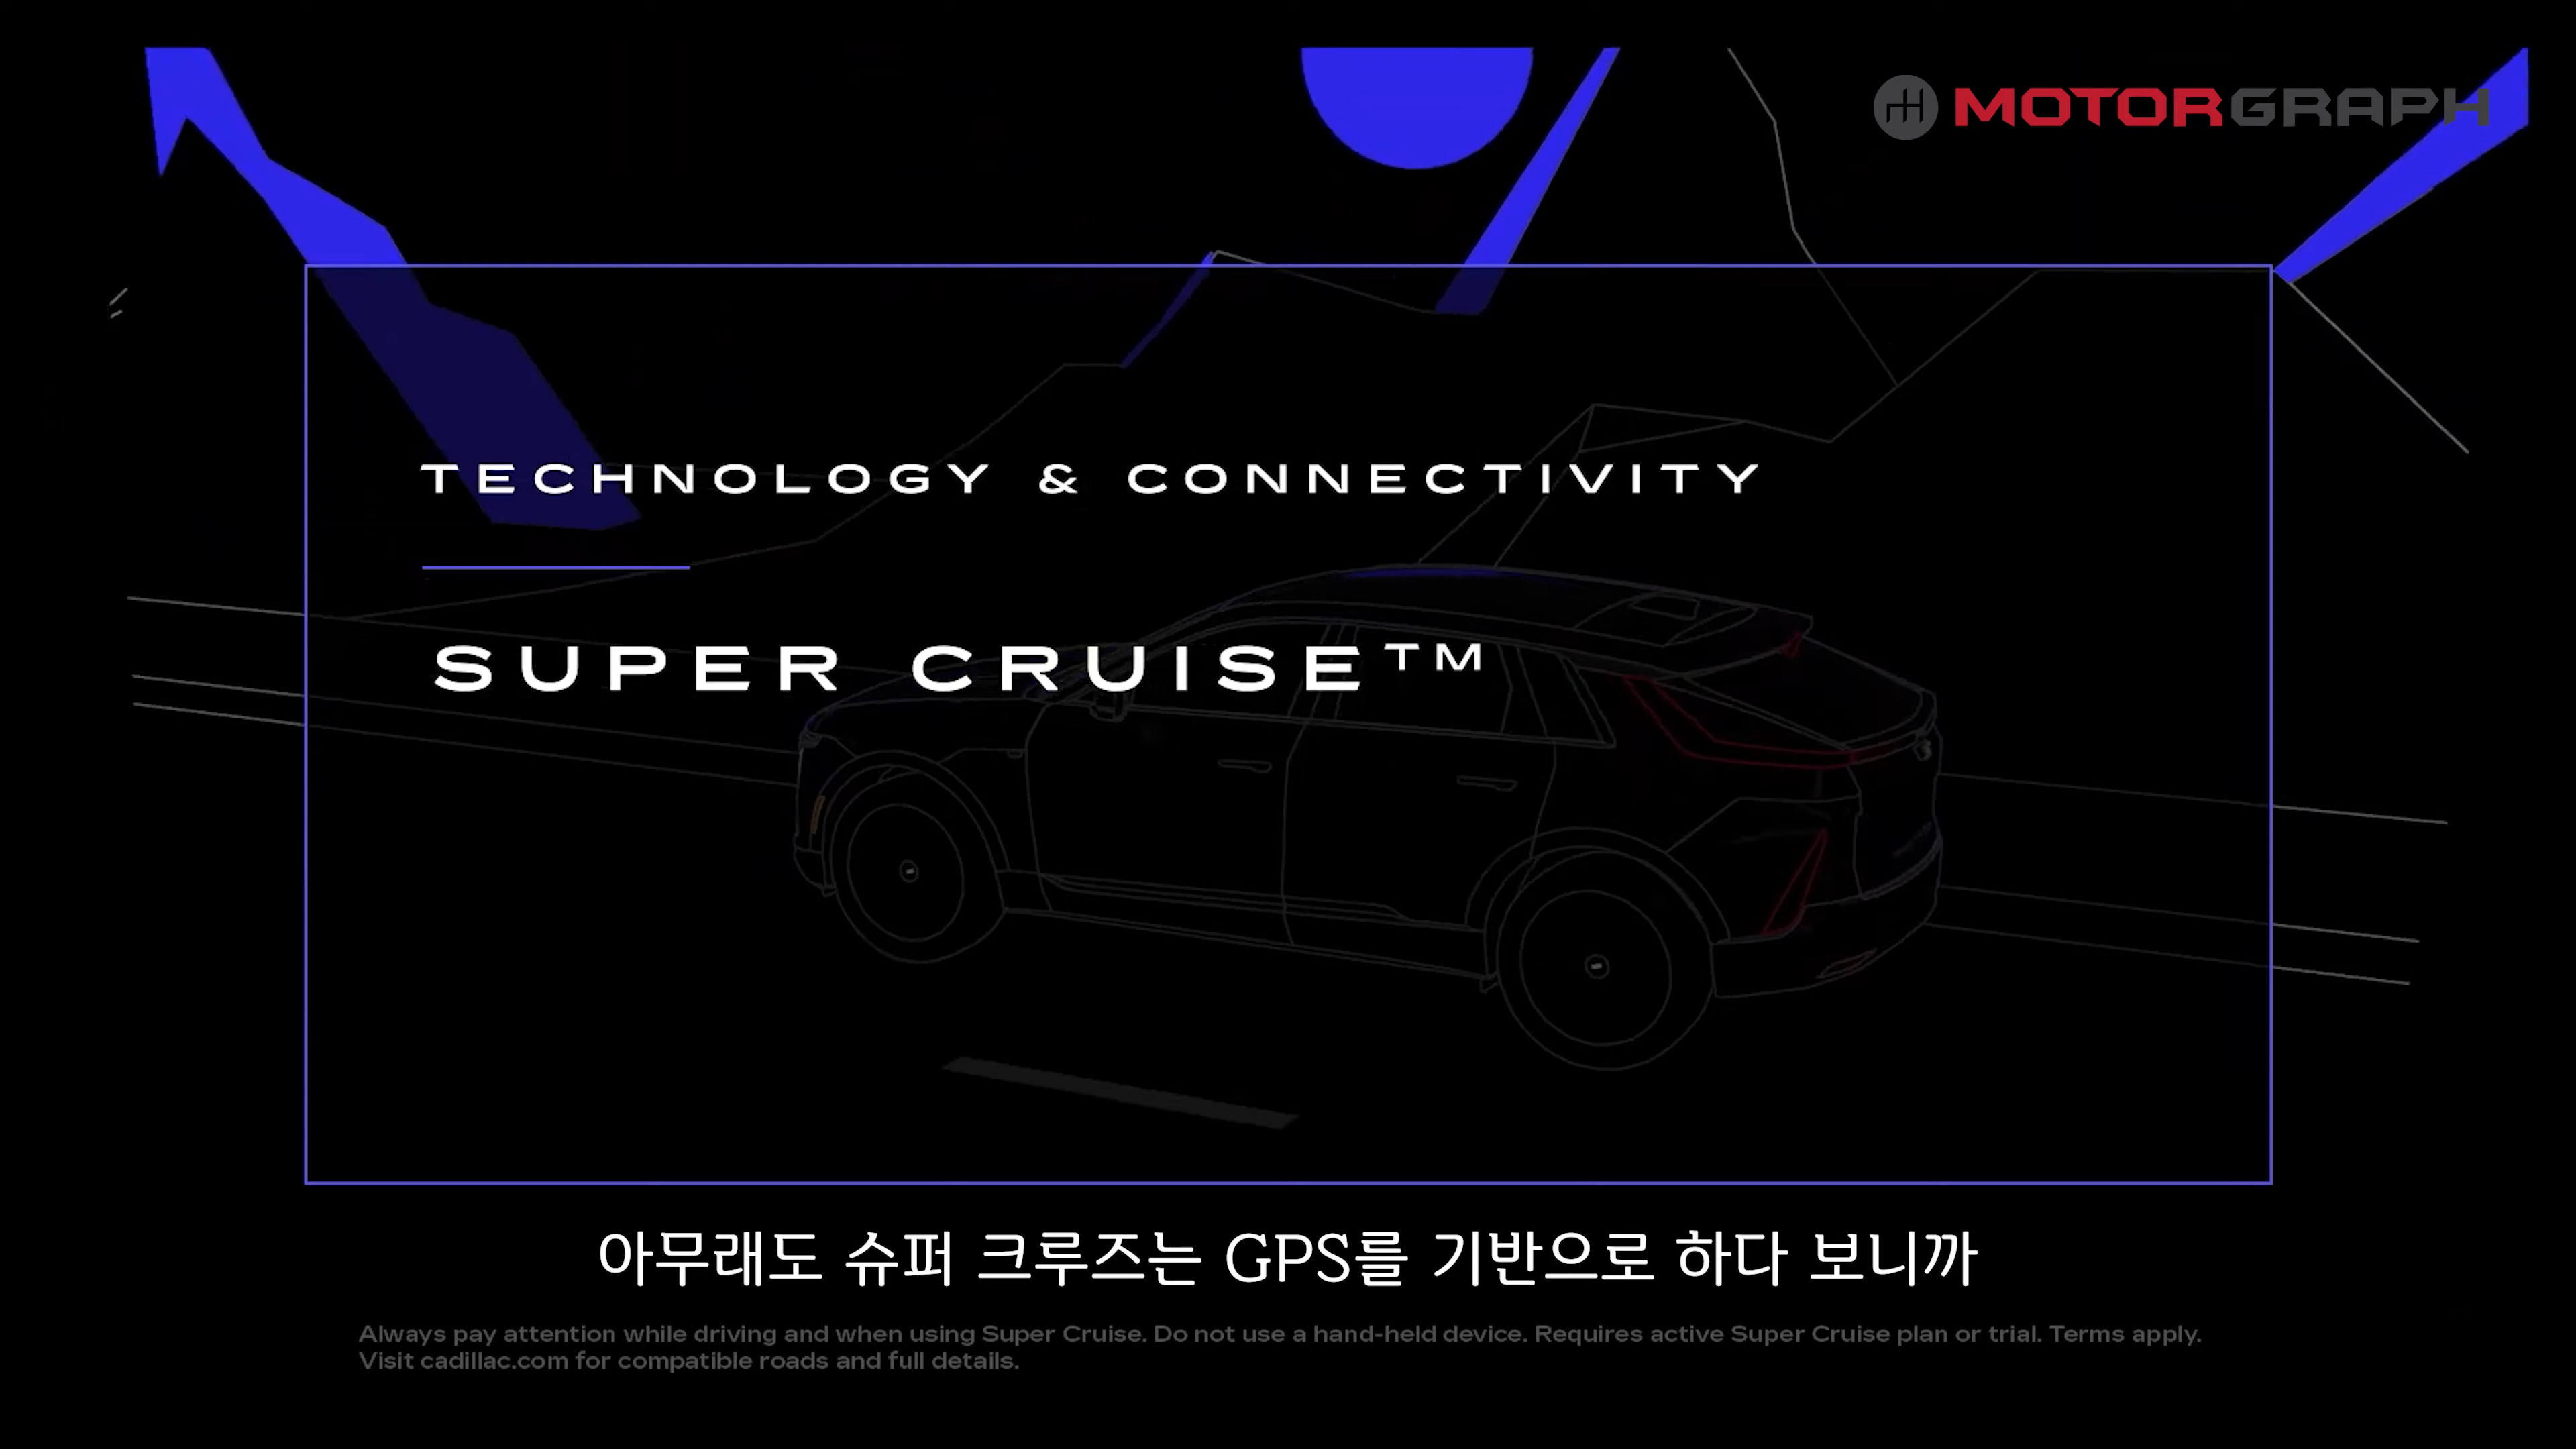 MOTORGRAPH
TECHNOLOGY & CONNECTIVITY
SUPER CRUISE™
아무래도 슈퍼 크루즈는 GPS를 기반으로 하다 보니까
Always pay attention while driving and when using Super Cruise. Do not use a hand-held device. Requires active Super Cruise plan or trial. Terms apply.
Visit cadillac.com for compatible roads and full details.